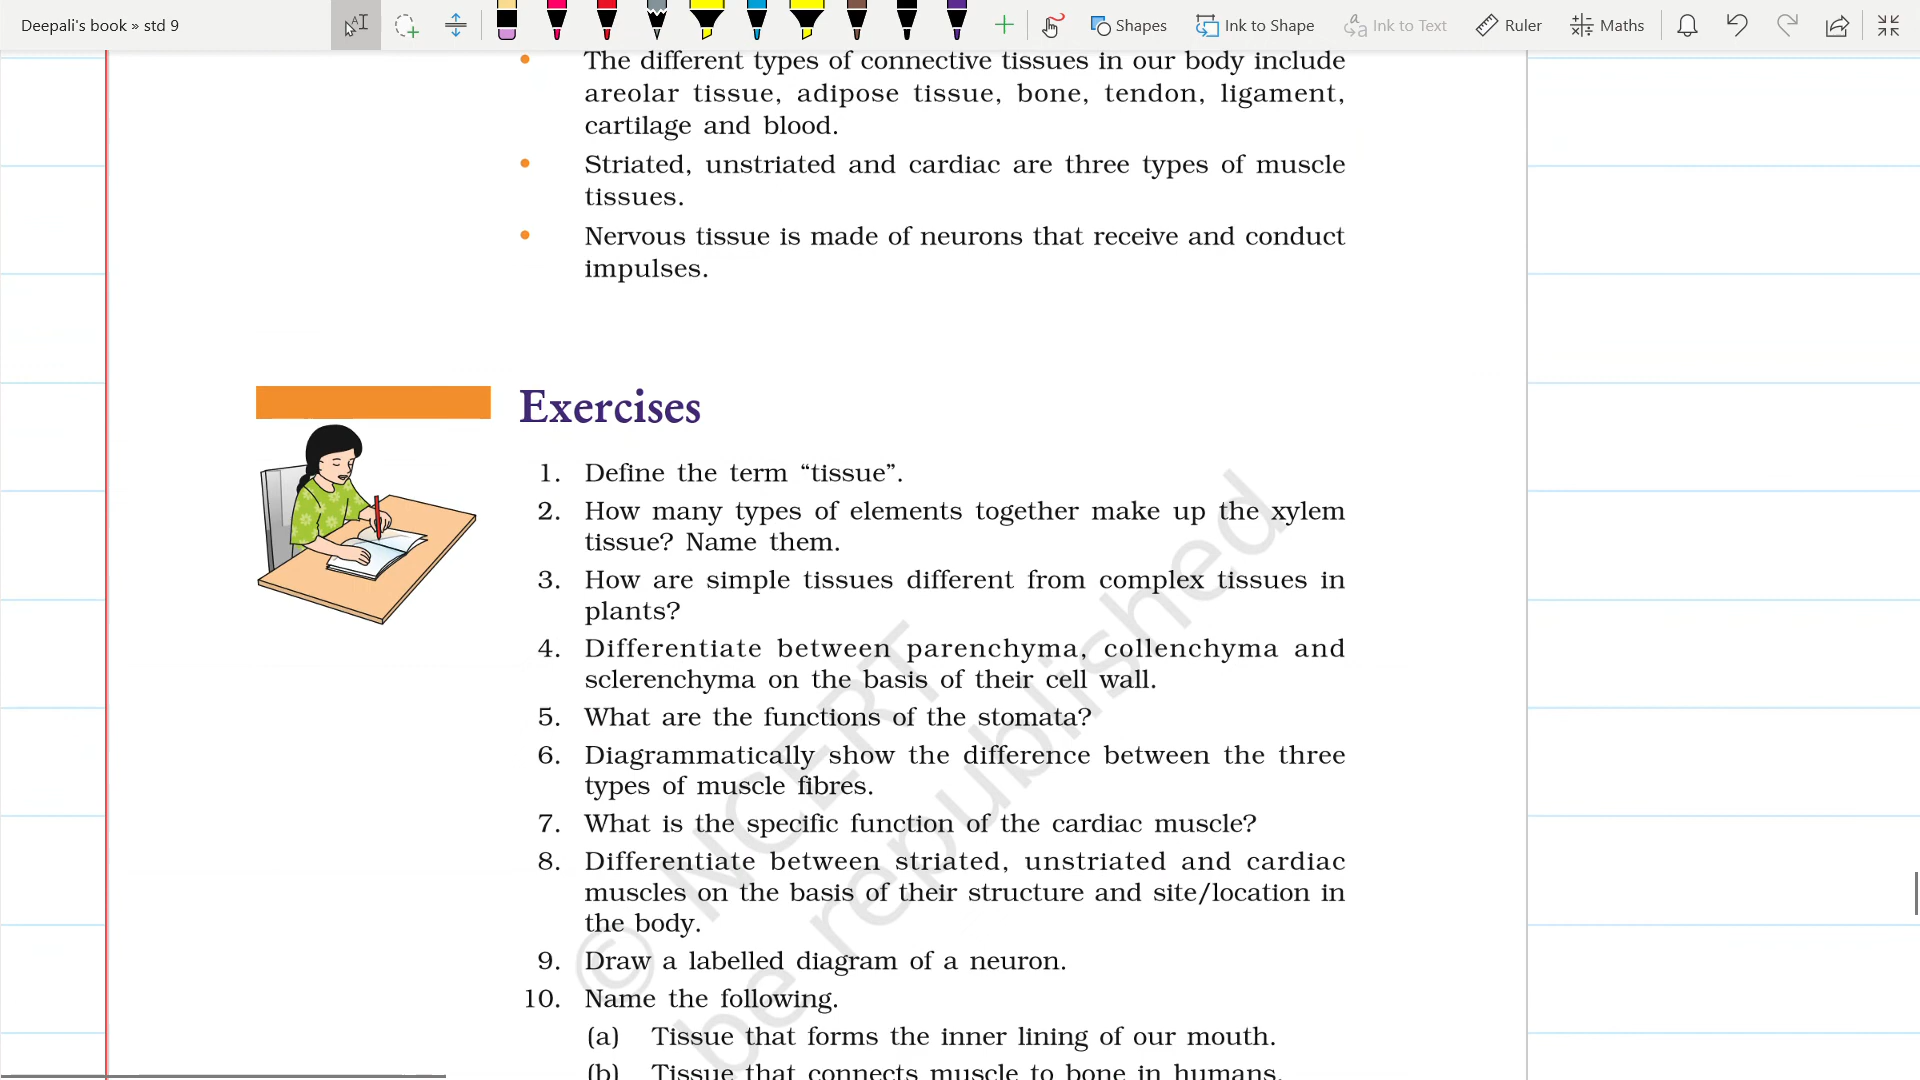 Deepali's book » std 9
Shapes
Ink to Shape
Ink to Text
Ruler
Maths
• The different types of connective tissues in our body include
areolar tissue, adipose tissue, bone, tendon, ligament,
cartilage and blood.
• Striated, unstriated and cardiac are three types of muscle
tissues.
• Nervous tissue is made of neurons that receive and conduct
impulses.
Exercises
1. Define the term “tissue”.
2. How many types of elements together make up the xylem
tissue? Name them.
3. How are simple tissues different from complex tissues in
plants?
4. Differentiate between parenchyma, collenchyma and
sclerenchyma on the basis of their cell wall.
5. What are the functions of the stomata?
6. Diagrammatically show the difference between the three
types of muscle fibres.
7. What is the specific function of the cardiac muscle?
8. Differentiate between striated, unstriated and cardiac
muscles on the basis of their structure and site/location in
the body.
9. Draw a labelled diagram of a neuron.
10. Name the following.
(a) Tissue that forms the inner lining of our mouth.
(b) Tissue that connects muscle to bone in humans.
© NCERT
be republished